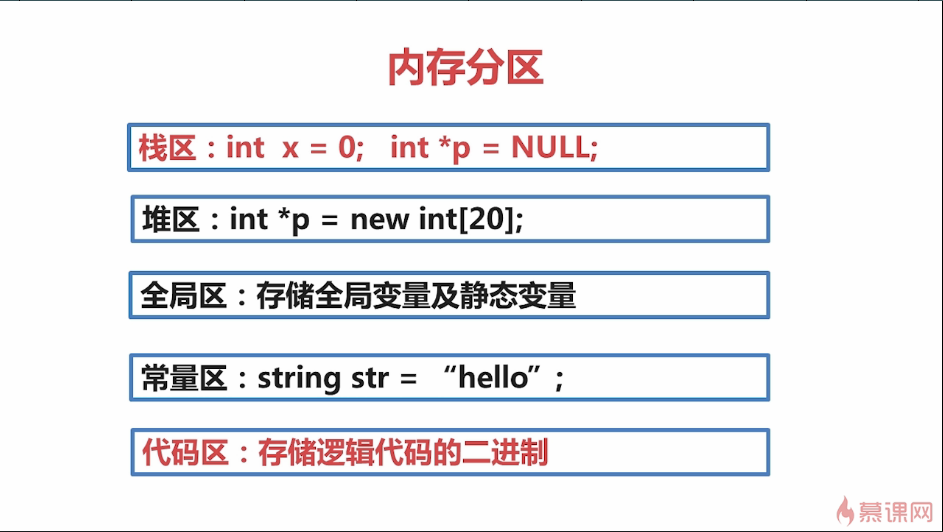 内存分区
栈区：int x = 0; int *p = NULL;
堆区：int *p = new int[20];
全局区：存储全局变量及静态变量
常量区：string str = “hello”;
代码区：存储逻辑代码的二进制
慕课网